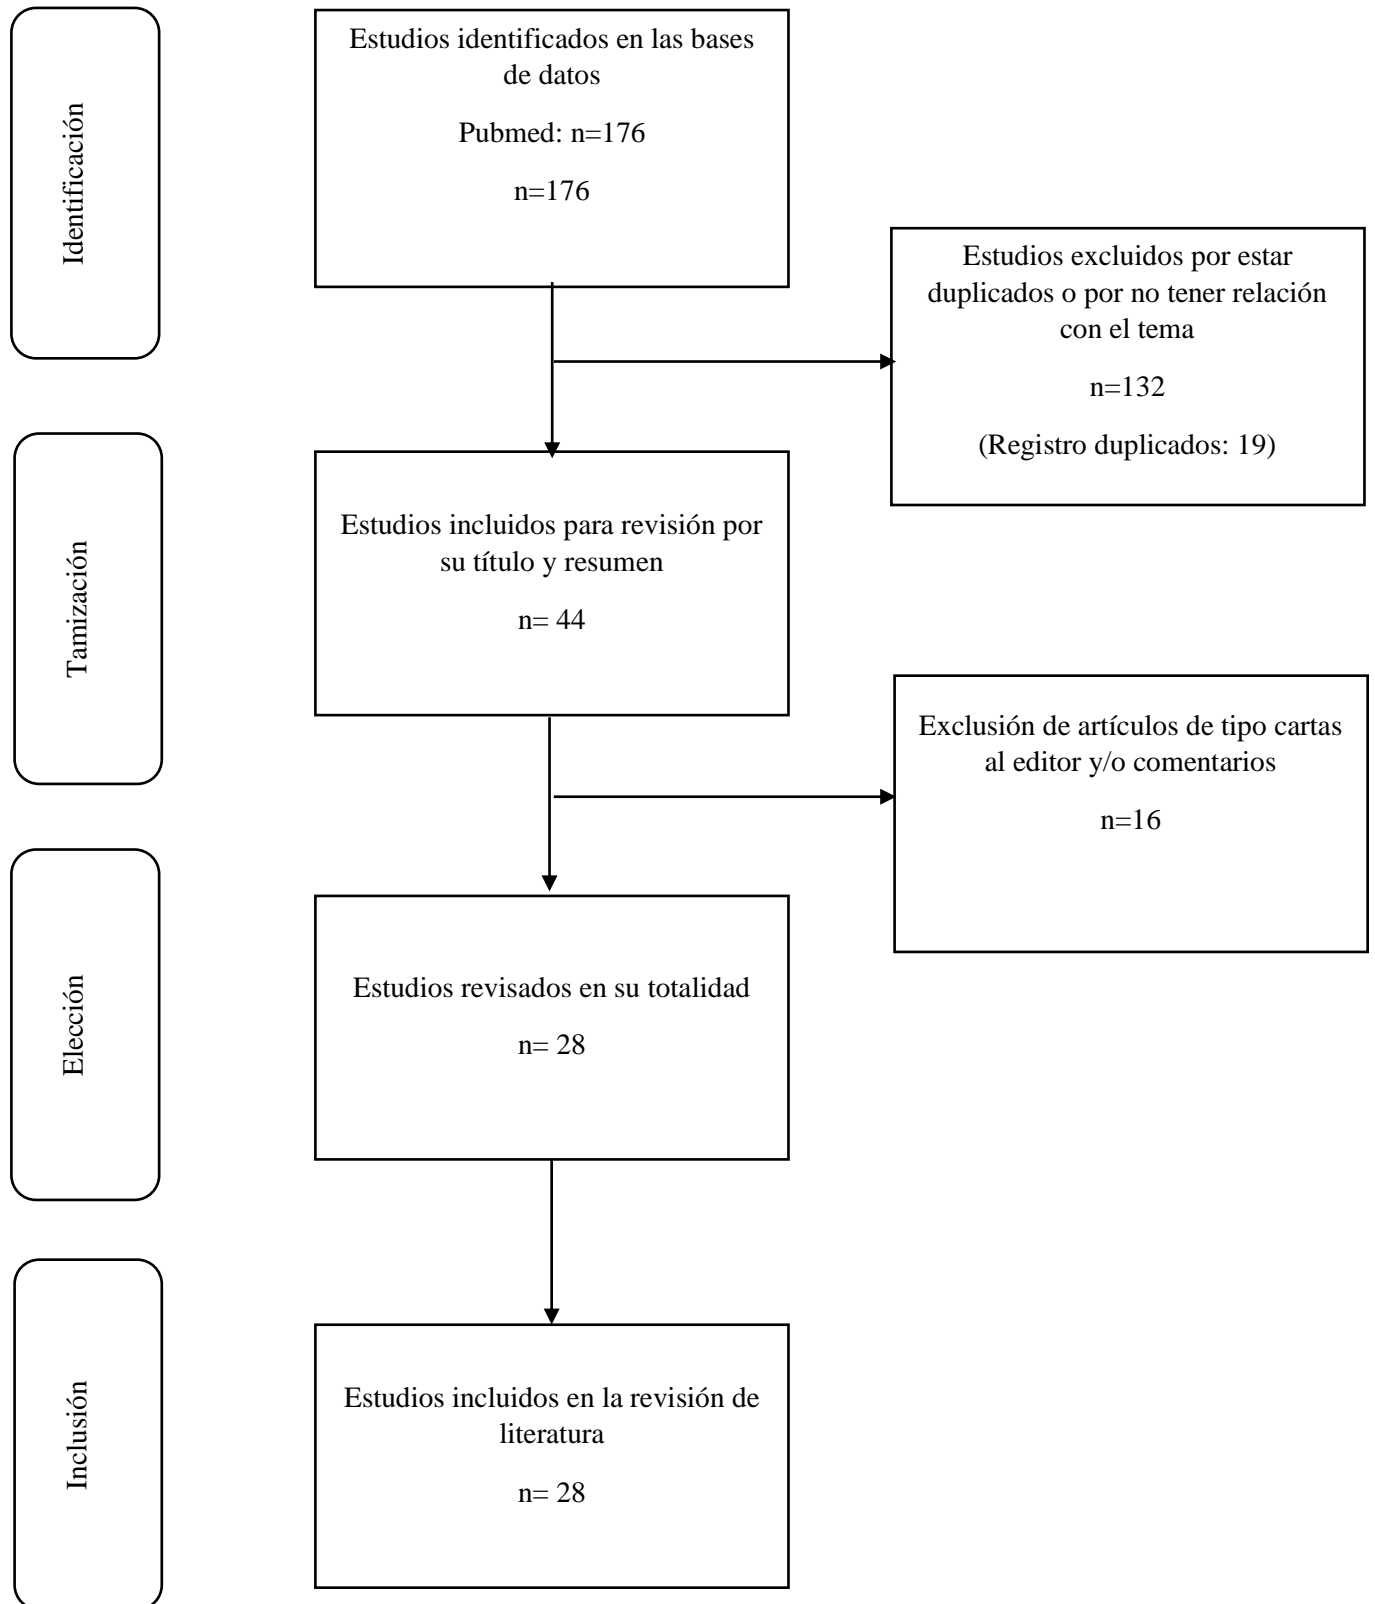 Identificación
Estudios identificados en las bases
de datos
Pubmed: n=176
n=176
Estudios excluidos por estar
duplicados o por no tener relación
con el tema
n=132
(Registro duplicados: 19)
Tamización
Estudios incluidos para revisión por
su título y resumen
n= 44
Exclusión de artículos de tipo cartas
al editor y/o comentarios
n=16
Elección
Estudios revisados en su totalidad
n= 28
Inclusión
Estudios incluidos en la revisión de
literatura
n= 28